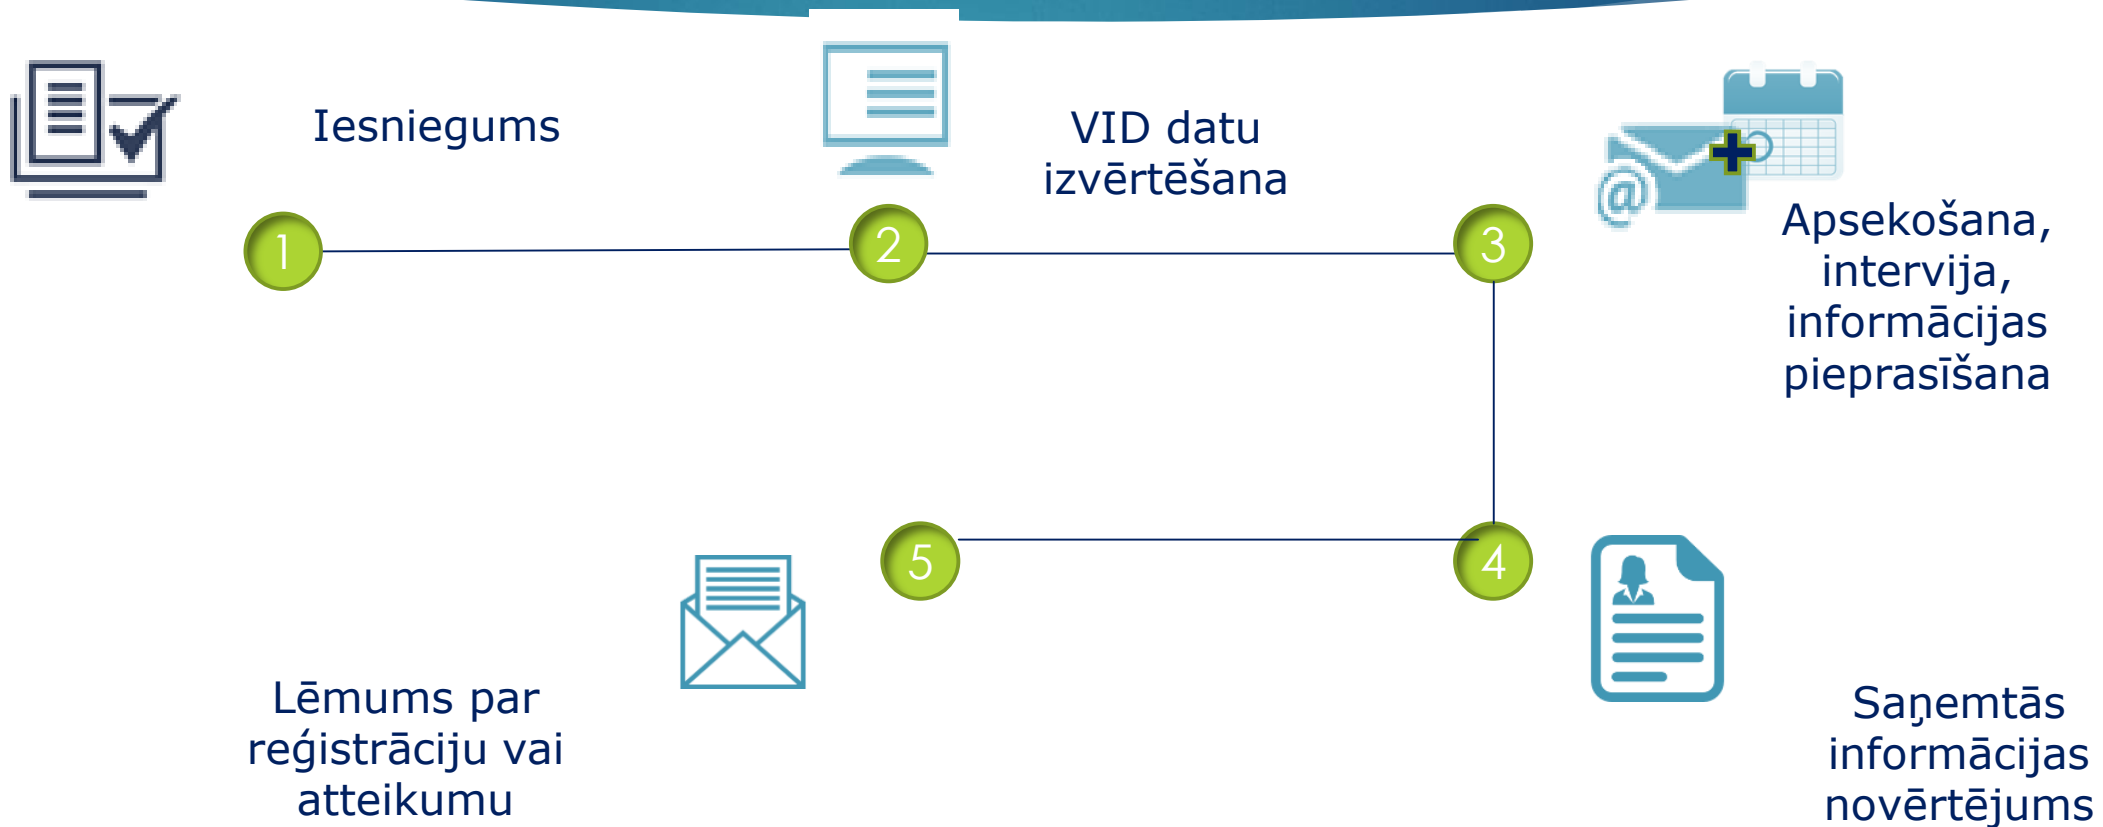 Iesniegums
VID datu
izvērtēšana
1
2
3
@
Apsekošana,
intervija,
informācijas
pieprasīšana
5
4
Lēmums par
reģistrāciju vai
atteikumu
Saņemtās
informācijas
novērtējums